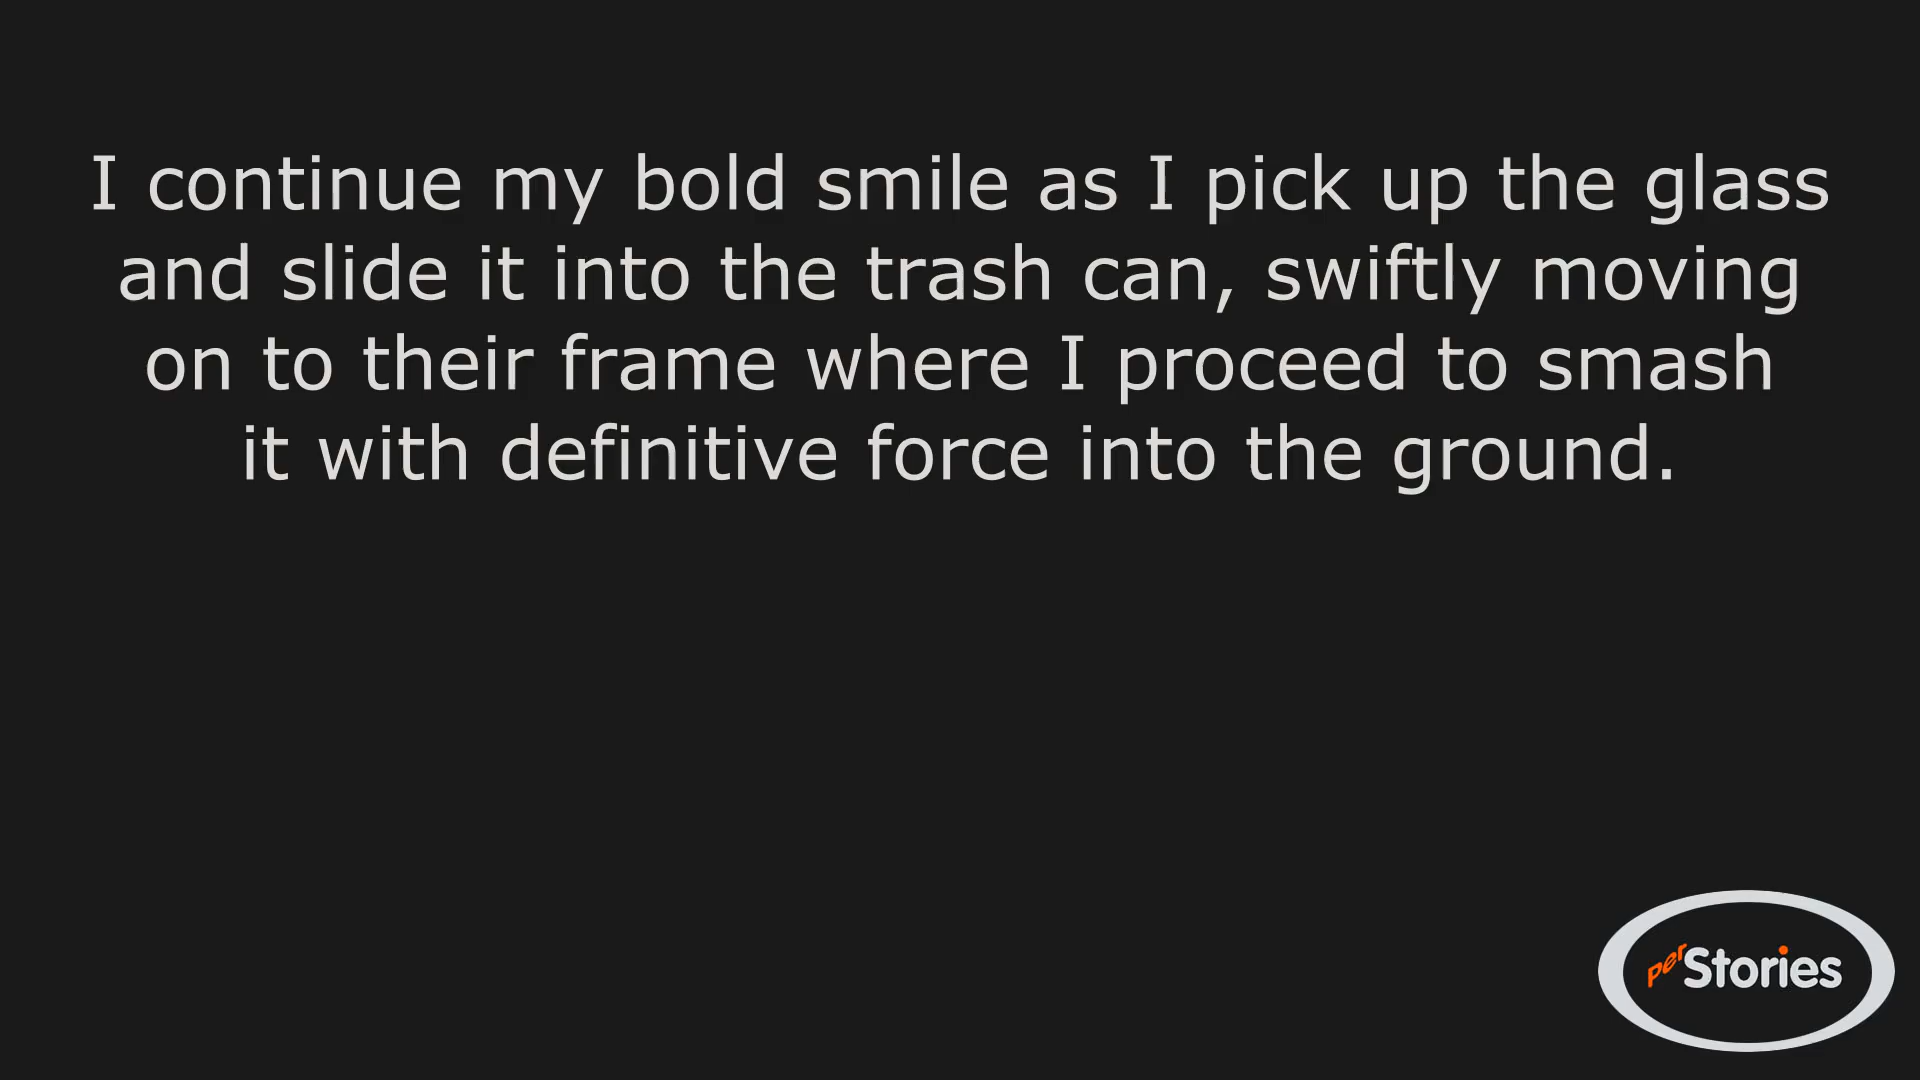 I continue my bold smile as I pick up the glass
and slide it into the trash can, swiftly moving
on to their frame where I proceed to smash
it with definitive force into the ground.
perStories